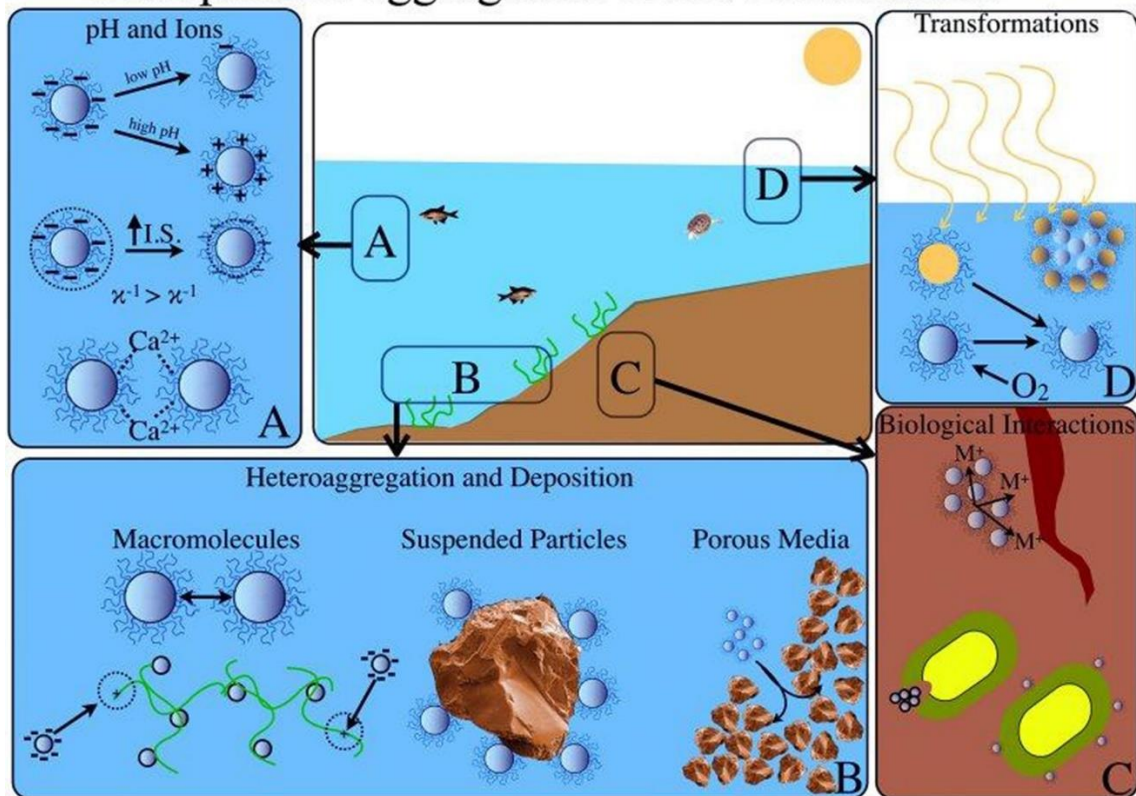 pH and Ions
low pH
high pH
I.S
ϰ⁻¹ > ϰ⁻¹
Ca²⁺
Ca²⁺
A
A
B
C
D
Transformations
O₂
D
Heteroaggregation and Deposition
Macromolecules
Suspended Particles
Porous Media
B
Biological Interactions
M⁺
M⁺
M⁺
C